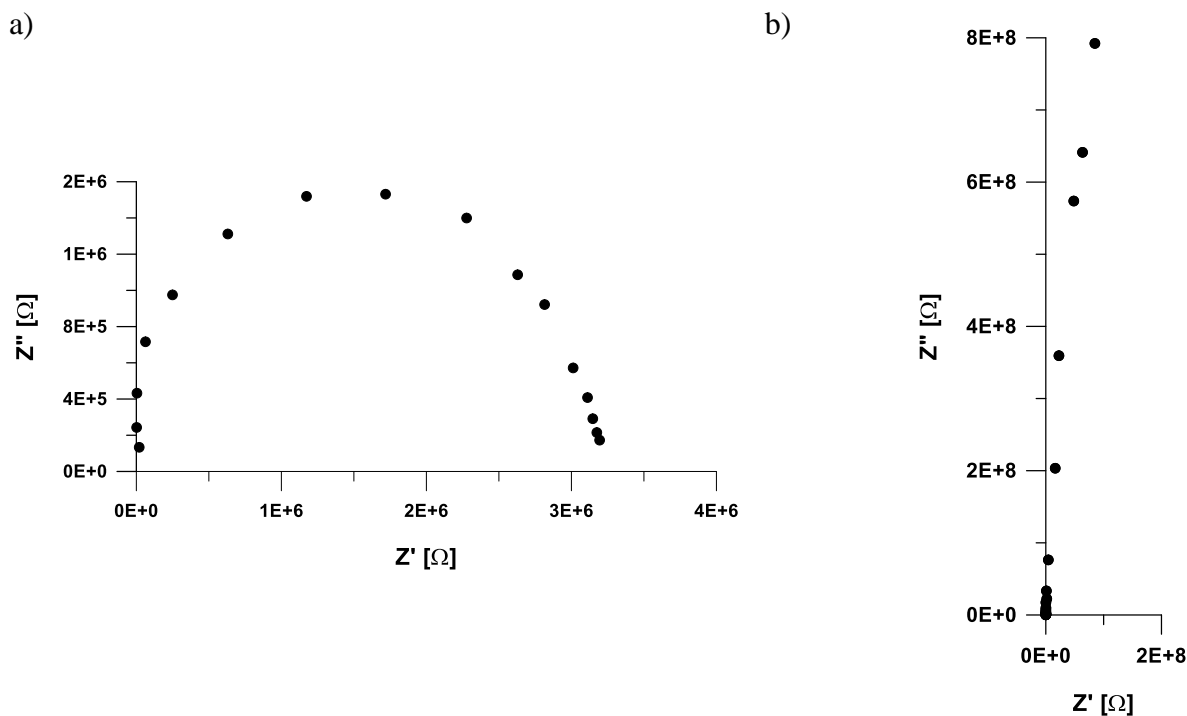 a)
2E+6
1E+6
8E+5
4E+5
0E+0
Z'' [Ω]
0E+0 1E+6 2E+6 3E+6 4E+6
Z' [Ω]
b)
8E+8
6E+8
4E+8
2E+8
0E+0
Z'' [Ω]
0E+0 2E+8
Z' [Ω]